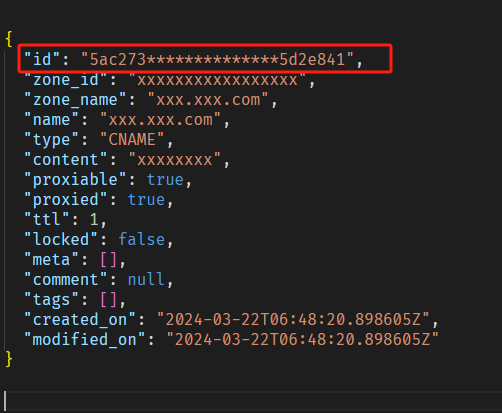 {
"id": "5ac273**************5d2e841",
"zone_id": "xxxxxxxxxxxxxxxxx",
"zone_name": "xxx.xxx.com",
"name": "xxx.xxx.com",
"type": "CNAME",
"content": "xxxxxxxx",
"proxiable": true,
"proxied": true,
"ttl": 1,
"locked": false,
"meta": [],
"comment": null,
"tags": [],
"created_on": "2024-03-22T06:48:20.898605Z",
"modified_on": "2024-03-22T06:48:20.898605Z"
}